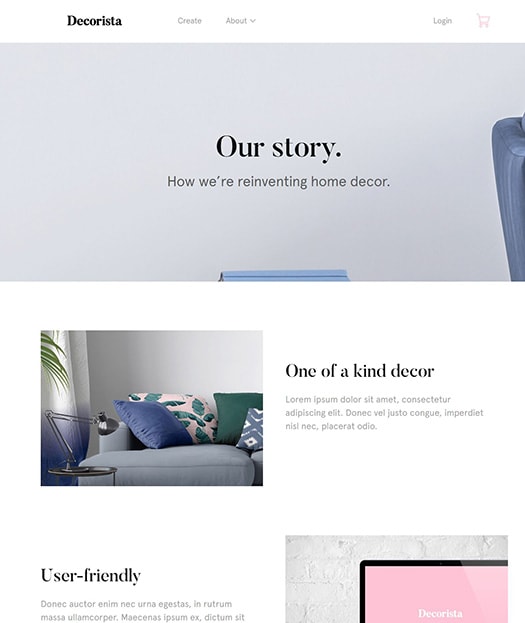 Decorista
Create
About
Login
Our story.
How we’re reinventing home decor.
One of a kind decor
Lorem ipsum dolor sit amet, consectetur
adipiscing elit. Donec vel justo congue, imperdiet
nisi nec, placerat odio.
User-friendly
Donec auctor enim nec urna egestas, in rutrum
massa ullamcorper. Maecenas ipsum ex, dictum sit
Decorista